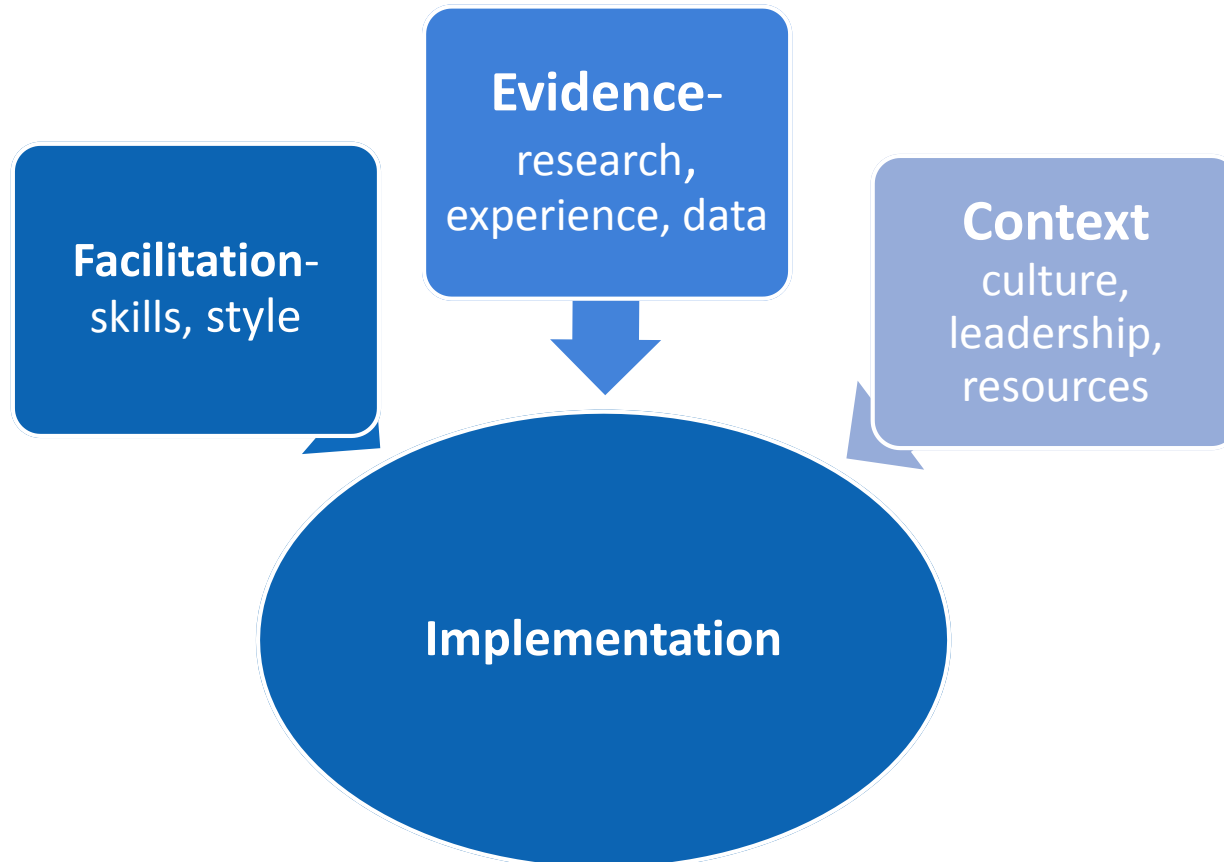 Facilitation-
skills, style
Evidence-
research,
experience, data
Context
culture,
leadership,
resources
Implementation